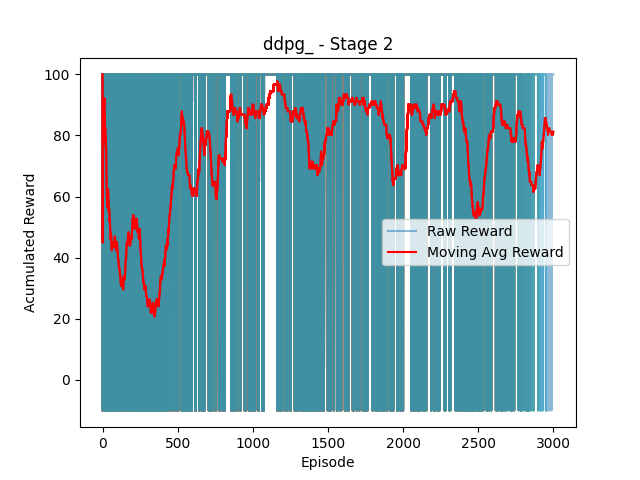 ddpg_ - Stage 2
Acumulated Reward
100
80
60
40
20
0
Raw Reward
Moving Avg Reward
0 500 1000 1500 2000 2500 3000
Episode